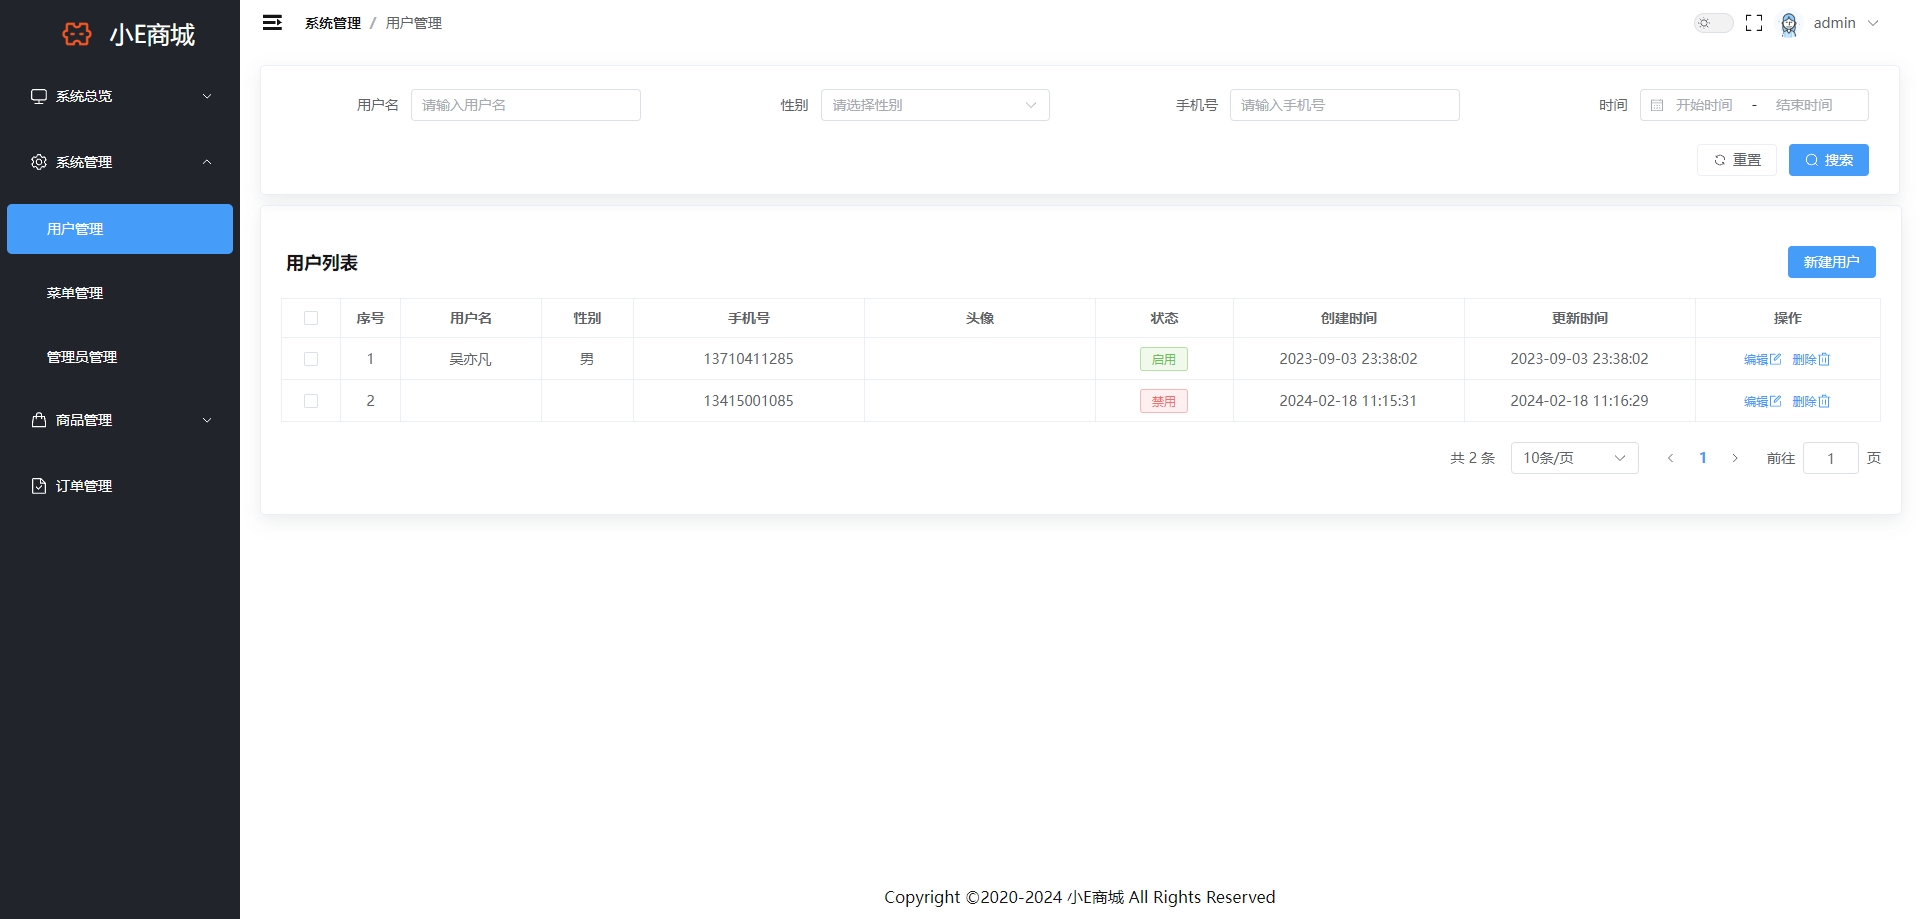 小E商城
系统总览
系统管理
用户管理
菜单管理
管理员管理
商品管理
订单管理
系统管理 / 用户管理
admin
用户名 请输入用户名 性别 请选择性别 手机号 请输入手机号 时间 开始时间 - 结束时间
重置 搜索
用户列表 新建用户
序号 用户名 性别 手机号 头像 状态 创建时间 更新时间 操作
1 吴亦凡 男 13710411285 启用 2023-09-03 23:38:02 2023-09-03 23:38:02 编辑 删除
2 13415001085 禁用 2024-02-18 11:15:31 2024-02-18 11:16:29 编辑 删除
共 2 条 10条/页 1 前往 1 页
Copyright ©2020-2024 小E商城 All Rights Reserved